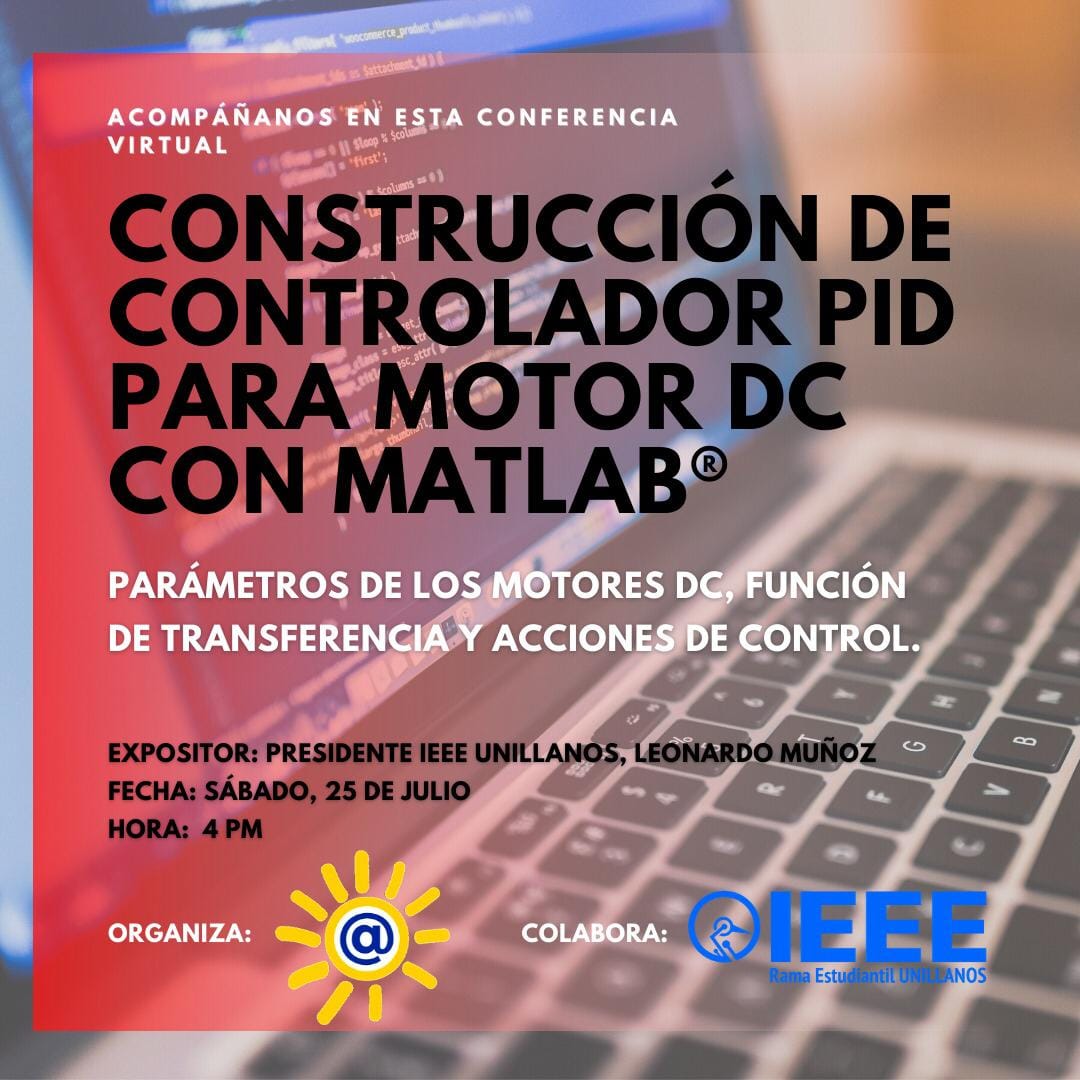 ACOMPÁÑANOS EN ESTA CONFERENCIA
VIRTUAL
CONSTRUCCIÓN DE
CONTROLADOR PID
PARA MOTOR DC
CON MATLAB®
PARÁMETROS DE LOS MOTORES DC, FUNCIÓN
DE TRANSFERENCIA Y ACCIONES DE CONTROL.
EXPOSITOR: PRESIDENTE IEEE UNILLANOS, LEONARDO MUÑOZ
FECHA: SÁBADO, 25 DE JULIO
HORA: 4 PM
ORGANIZA:
@
COLABORA:
IEEE
Rama Estudiantil UNILLANOS